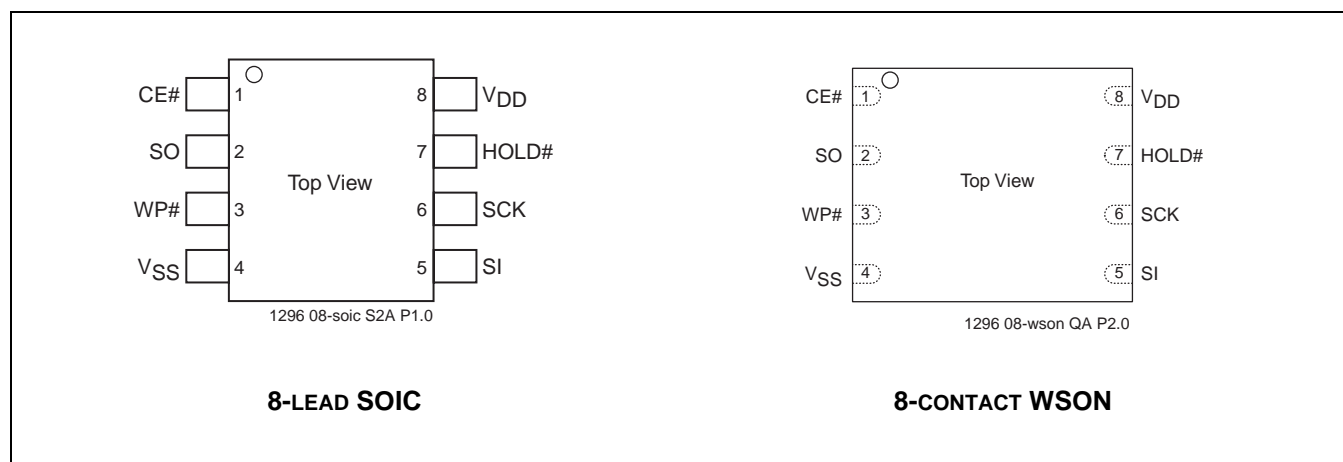 CE# 1 8 VDD
SO 2 7 HOLD#
Top View
WP# 3 6 SCK
VSS 4 5 SI
1296 08-soic S2A P1.0
8-LEAD SOIC
CE# 1 8 VDD
SO 2 7 HOLD#
Top View
WP# 3 6 SCK
VSS 4 5 SI
1296 08-wson QA P2.0
8-CONTACT WSON